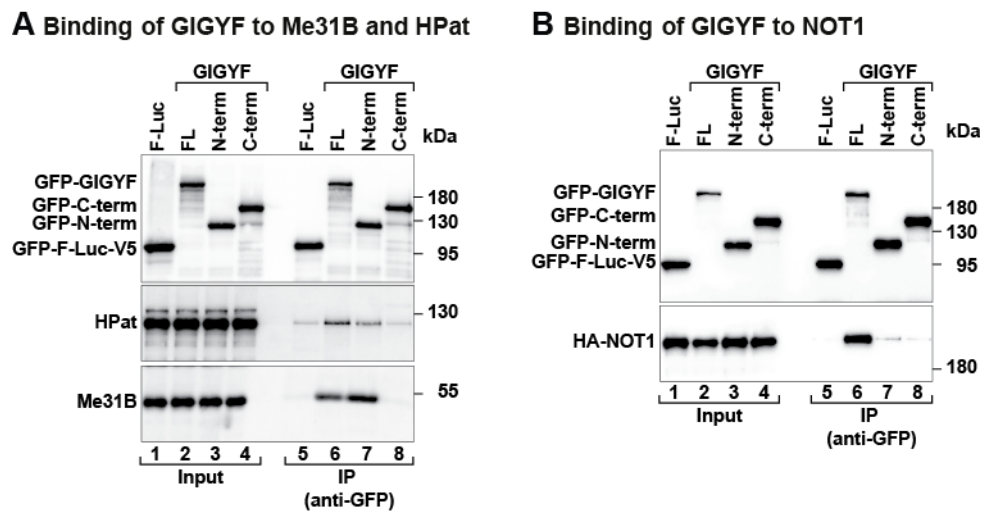 A Binding of GIGYF to Me31B and HPat
GIGYF
GIGYF
F-Luc
FL
N-term
C-term
F-Luc
FL
N-term
C-term
kDa
GFP-GIGYF
GFP-C-term
GFP-N-term
GFP-F-Luc-V5
180
130
95
HPat
130
Me31B
55
1 2 3 4 5 6 7 8
Input
IP
(anti-GFP)
B Binding of GIGYF to NOT1
GIGYF
GIGYF
F-Luc
FL
N-term
C-term
F-Luc
FL
N-term
C-term
kDa
GFP-GIGYF
GFP-C-term
GFP-N-term
GFP-F-Luc-V5
180
130
95
HA-NOT1
180
1 2 3 4 5 6 7 8
Input
IP
(anti-GFP)